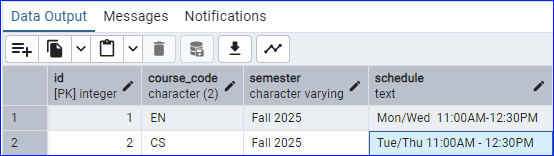 Data Output Messages Notifications
id course_code semester schedule
[PK] integer character (2) character varying text
1 1 EN Fall 2025 Mon/Wed 11:00AM-12:30PM
2 2 CS Fall 2025 Tue/Thu 11:00AM - 12:30PM